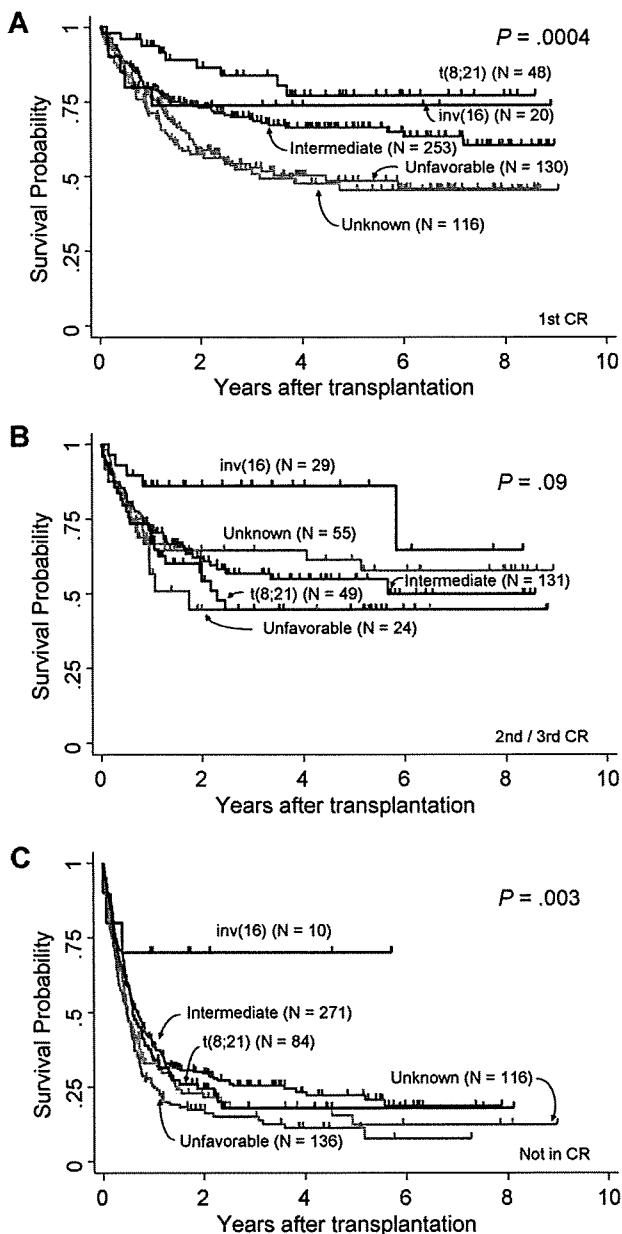 A
P = .0004
1
.75
.5
.25
0
t(8;21) (N = 48)
inv(16) (N = 20)
Intermediate (N = 253)
Unfavorable (N = 130)
Unknown (N = 116)
1st CR
Survival Probability
0 2 4 6 8 10
Years after transplantation
B
P = .09
1
.75
.5
.25
0
inv(16) (N = 29)
Unknown (N = 55)
Intermediate (N = 131)
t(8;21) (N = 49)
Unfavorable (N = 24)
2nd / 3rd CR
Survival Probability
0 2 4 6 8 10
Years after transplantation
C
P = .003
1
.75
.5
.25
0
inv(16) (N = 10)
Intermediate (N = 271)
t(8;21) (N = 84)
Unknown (N = 116)
Unfavorable (N = 136)
Not in CR
Survival Probability
0 2 4 6 8 10
Years after transplantation